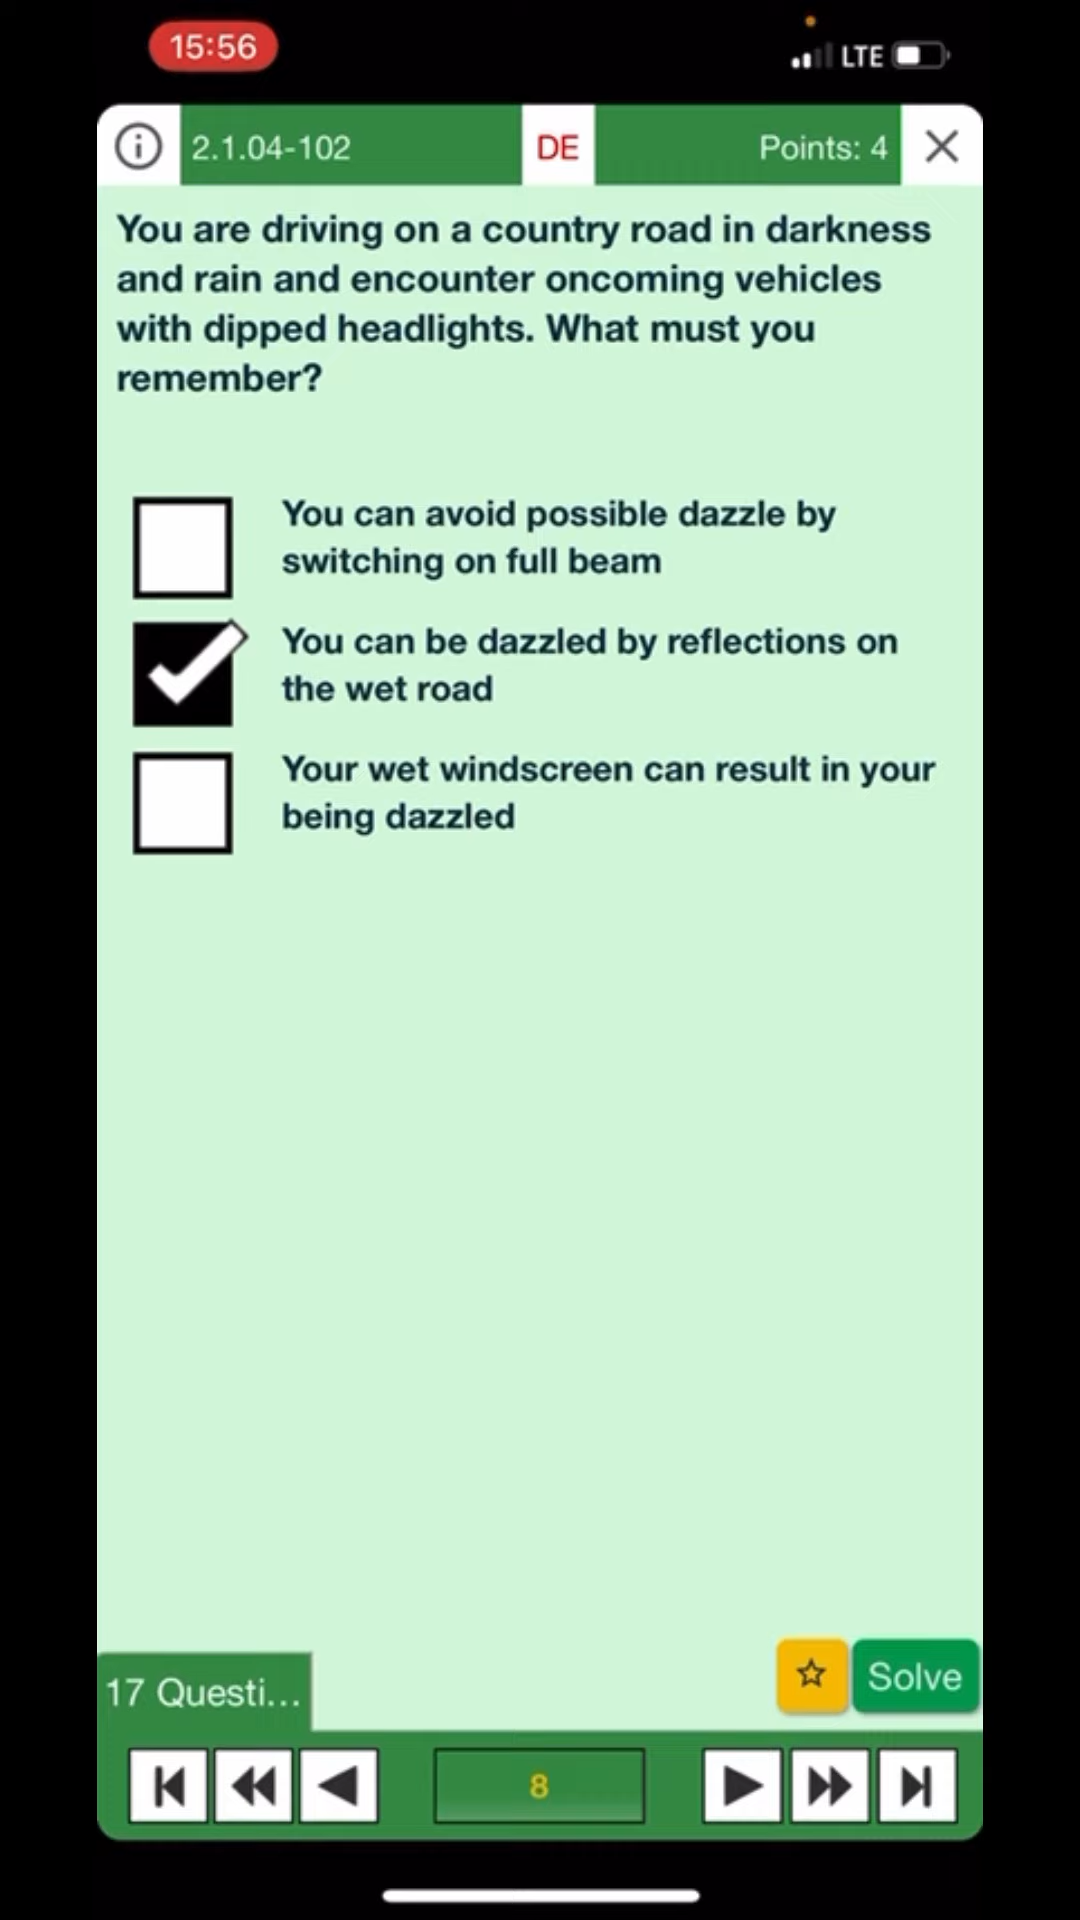 15:56
LTE
2.1.04-102
DE
Points: 4
You are driving on a country road in darkness
and rain and encounter oncoming vehicles
with dipped headlights. What must you
remember?
You can avoid possible dazzle by
switching on full beam
You can be dazzled by reflections on
the wet road
Your wet windscreen can result in your
being dazzled
17 Questi...
Solve
8